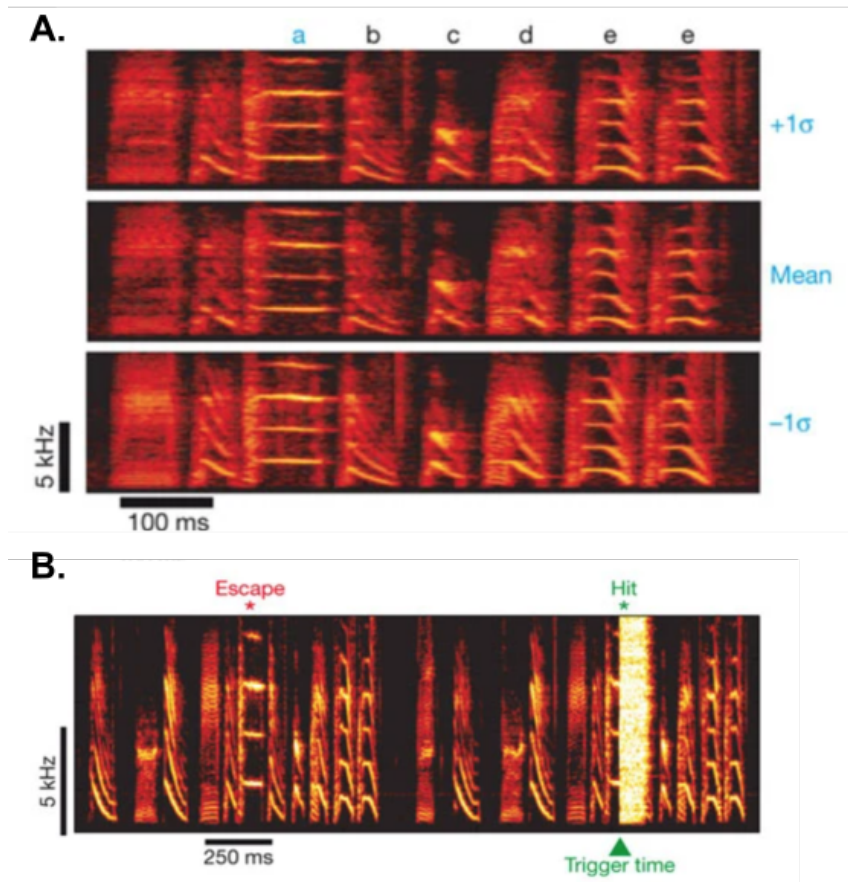 A.
a b c d e e
+1σ
Mean
−1σ
5 kHz
100 ms
B.
Escape Hit
* *
5 kHz
250 ms
Trigger time